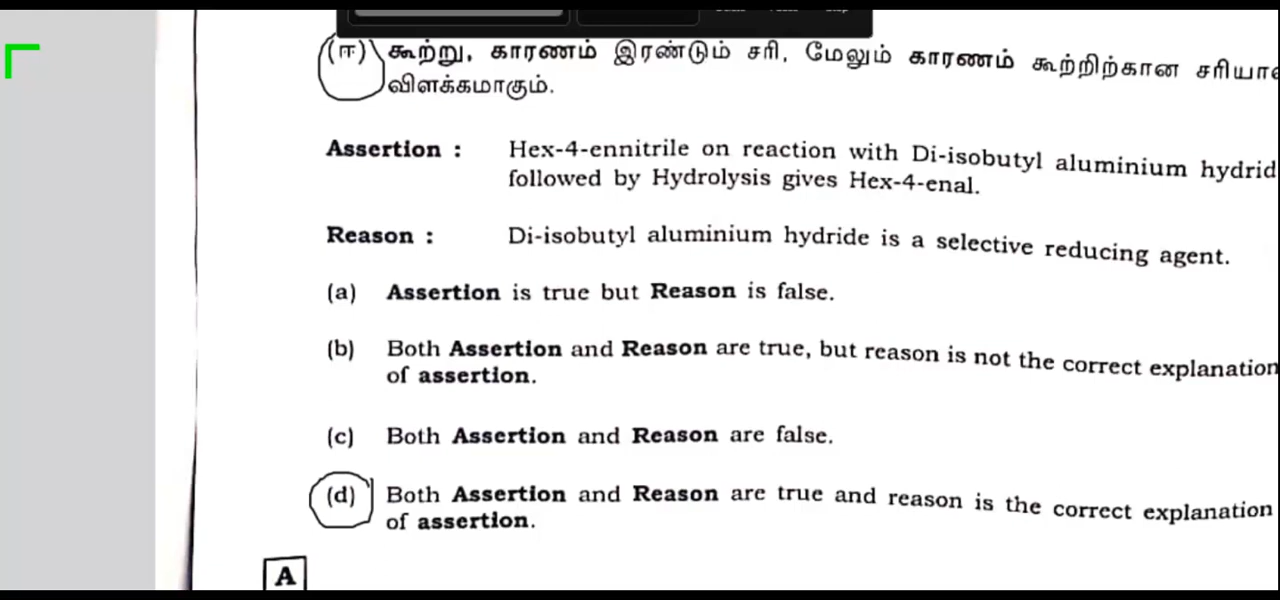 (ஈ) கூற்று, காரணம் இரண்டும் சரி, மேலும் காரணம் கூற்றிற்கான
விளக்கமாகும்.
Assertion : Hex-4-ennitrile on reaction with Di-isobutyl aluminium hydrid
followed by Hydrolysis gives Hex-4-enal.
Reason : Di-isobutyl aluminium hydride is a selective reducing agent.
(a) Assertion is true but Reason is false.
(b) Both Assertion and Reason are true, but reason is not the correct explanation
of assertion.
(c) Both Assertion and Reason are false.
(d) Both Assertion and Reason are true and reason is the correct explanation
of assertion.
A